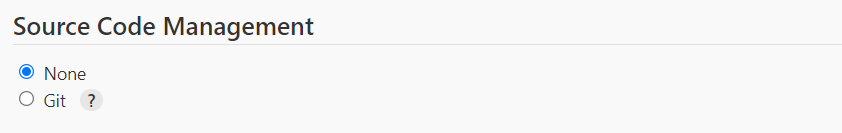 Source Code Management
None
Git ?